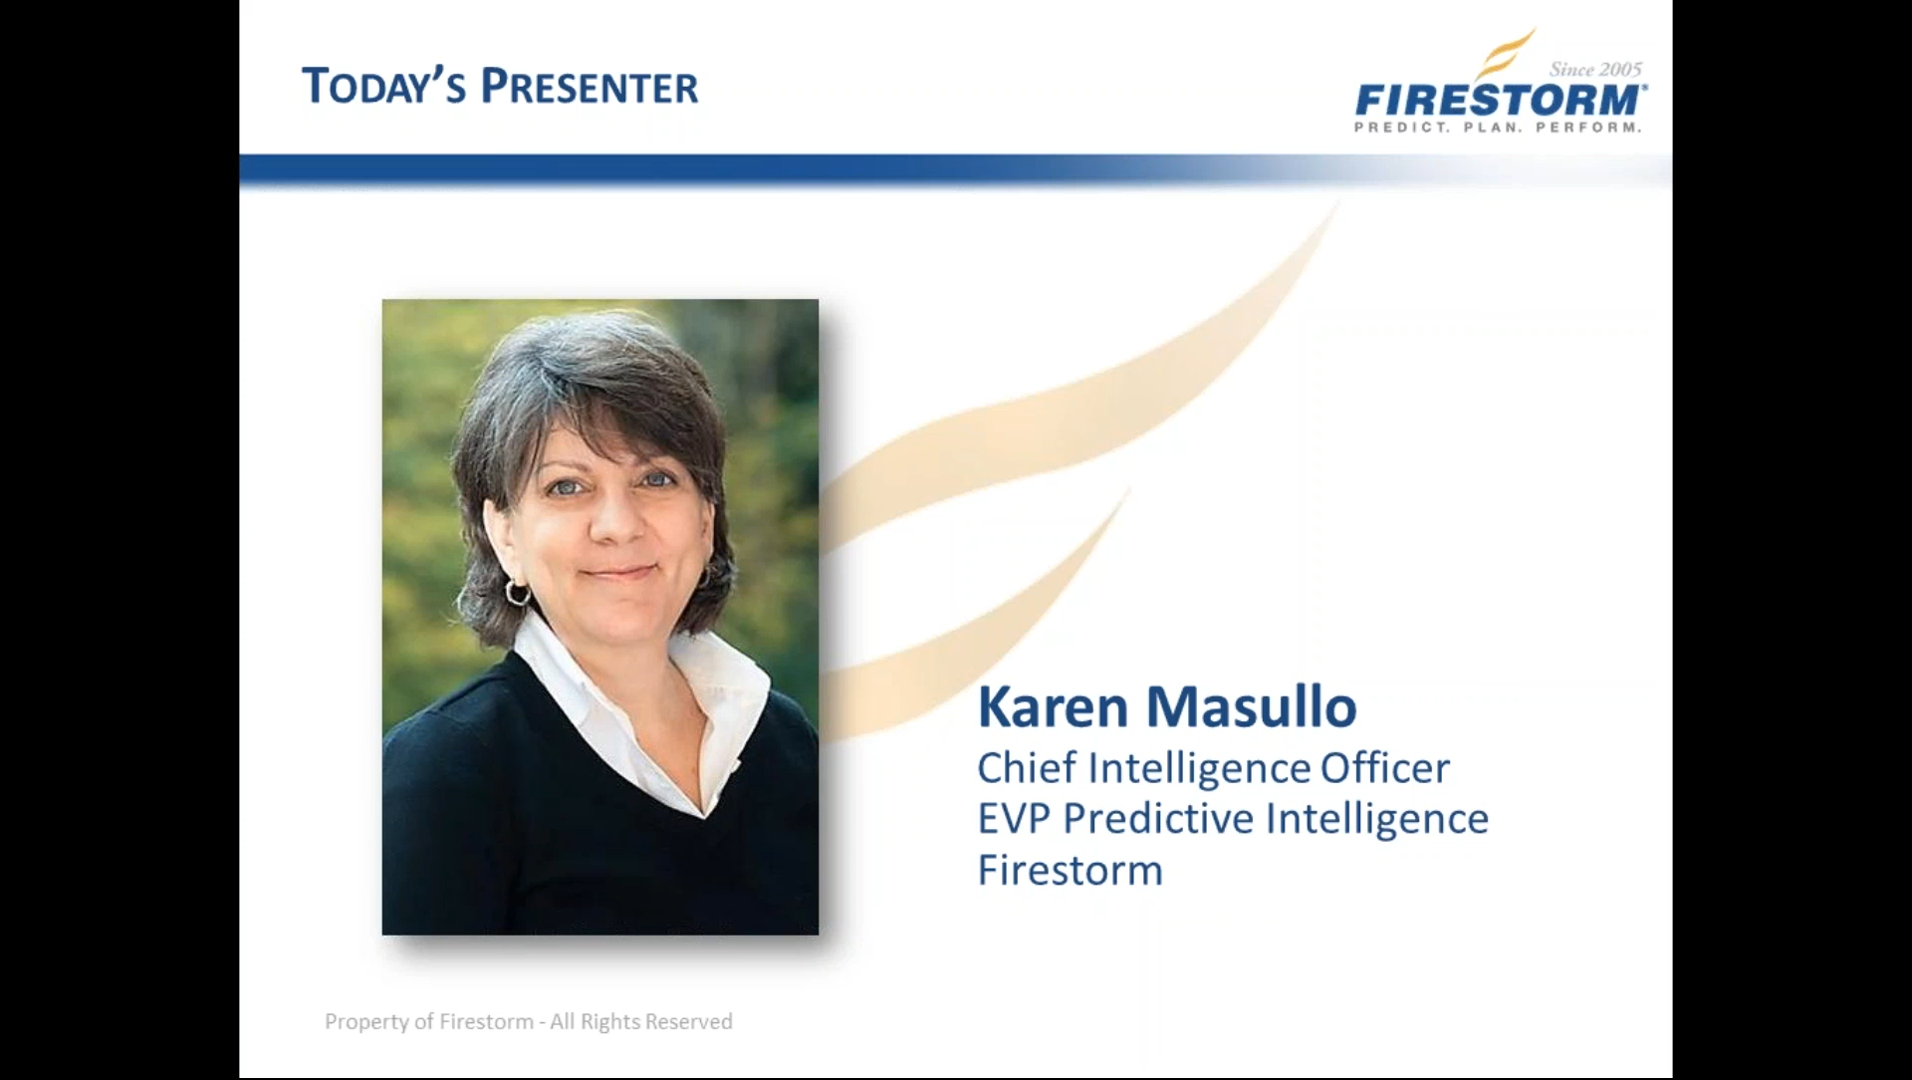 TODAY’S PRESENTER
Since 2005
FIRESTORM®
PREDICT. PLAN. PERFORM.
Karen Masullo
Chief Intelligence Officer
EVP Predictive Intelligence
Firestorm
Property of Firestorm - All Rights Reserved